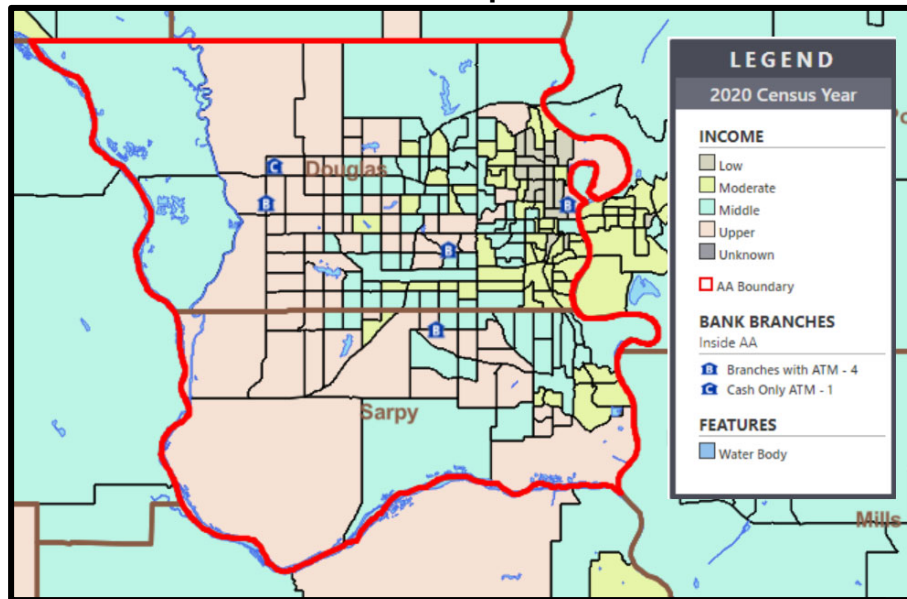 LEGEND
2020 Census Year
INCOME
Low
Moderate
Middle
Upper
Unknown
AA Boundary
BANK BRANCHES
Inside AA
B Branches with ATM - 4
C Cash Only ATM - 1
FEATURES
Water Body
C
Douglas
B
B
B
B
Sarpy
Mills